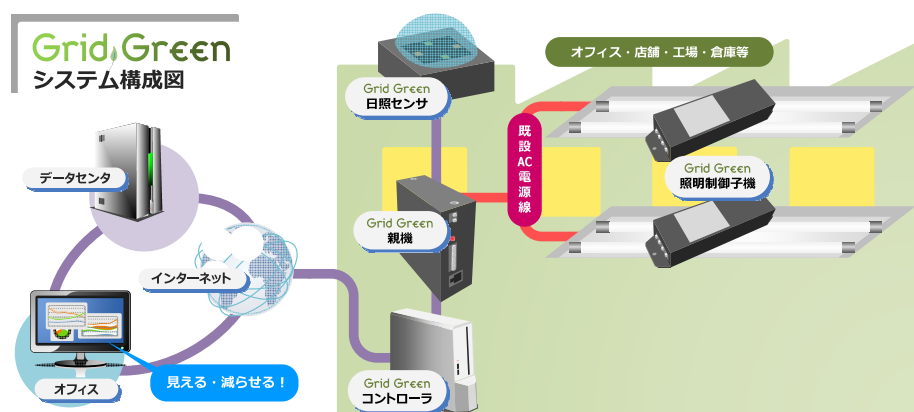 Grid Green
システム構成図
オフィス・店舗・工場・倉庫等
Grid Green
日照センサ
既設AC電源線
Grid Green
照明制御子機
データセンタ
Grid Green
親機
インターネット
オフィス
見える・減らせる！
Grid Green
コントローラ